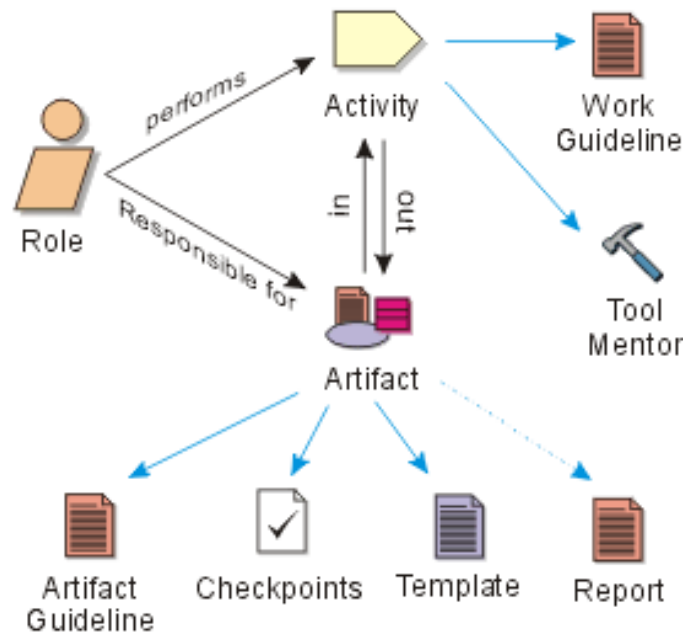 performs
Activity
Work
Guideline
Role
Responsible for
in
out
Tool
Mentor
Artifact
Artifact
Guideline
Checkpoints
Template
Report